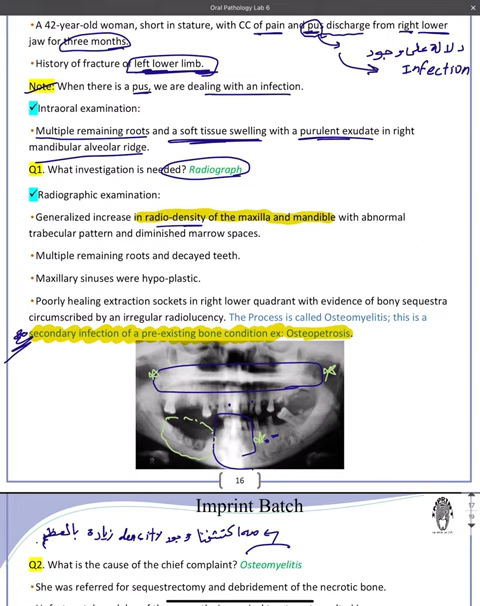 Oral Pathology Lab 6
• A 42-year-old woman, short in stature, with CC of pain and pus discharge from right lower
jaw for three months.
دلالة على وجود
Infection
• History of fracture of left lower limb.
Note: When there is a pus, we are dealing with an infection.
✓Intraoral examination:
• Multiple remaining roots and a soft tissue swelling with a purulent exudate in right
mandibular alveolar ridge.
Q1. What investigation is needed? Radiograph
✓Radiographic examination:
• Generalized increase in radio-density of the maxilla and mandible with abnormal
trabecular pattern and diminished marrow spaces.
• Multiple remaining roots and decayed teeth.
• Maxillary sinuses were hypo-plastic.
• Poorly healing extraction sockets in right lower quadrant with evidence of bony sequestra
circumscribed by an irregular radiolucency. The Process is called Osteomyelitis; this is a
secondary infection of a pre-existing bone condition ex: Osteopetrosis.
16
17
Imprint Batch
وجود density زيادة بالعظم
Q2. What is the cause of the chief complaint? Osteomyelitis
• She was referred for sequestrectomy and debridement of the necrotic bone.